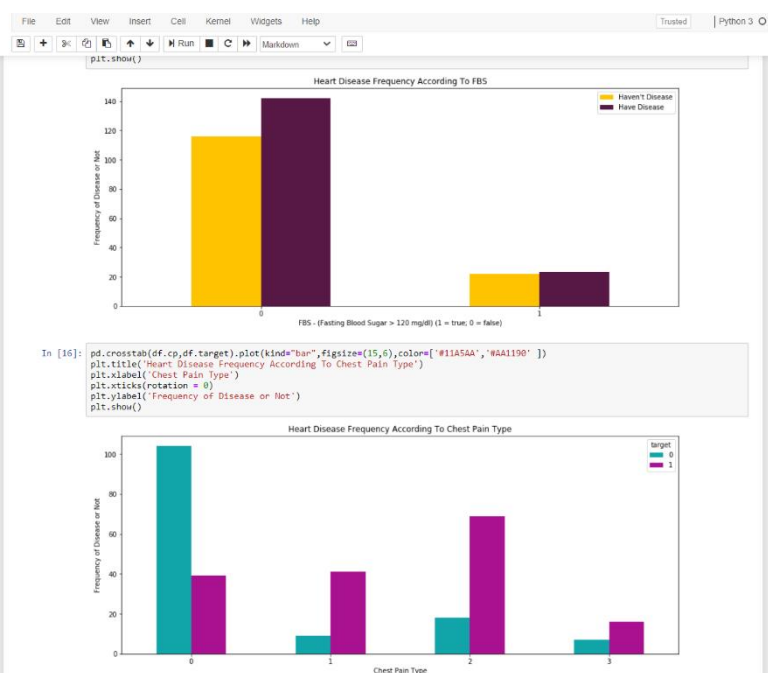 File Edit View Insert Cell Kernel Widgets Help Trusted Python 3
Run Markdown
plt.show()
Heart Disease Frequency According To FBS
Haven't Disease
Have Disease
140
120
100
80
60
40
20
0
Frequency of Disease or Not
0 1
FBS - (Fasting Blood Sugar > 120 mg/dl) (1 = true; 0 = false)
In [16]: pd.crosstab(df.cp,df.target).plot(kind="bar",figsize=(15,6),color=['#11A5AA','#AA1190' ])
plt.title('Heart Disease Frequency According To Chest Pain Type')
plt.xlabel('Chest Pain Type')
plt.xticks(rotation = 0)
plt.ylabel('Frequency of Disease or Not')
plt.show()
Heart Disease Frequency According To Chest Pain Type
target
0
1
100
80
60
40
20
0
Frequency of Disease or Not
0 1 2 3
Chest Pain Type